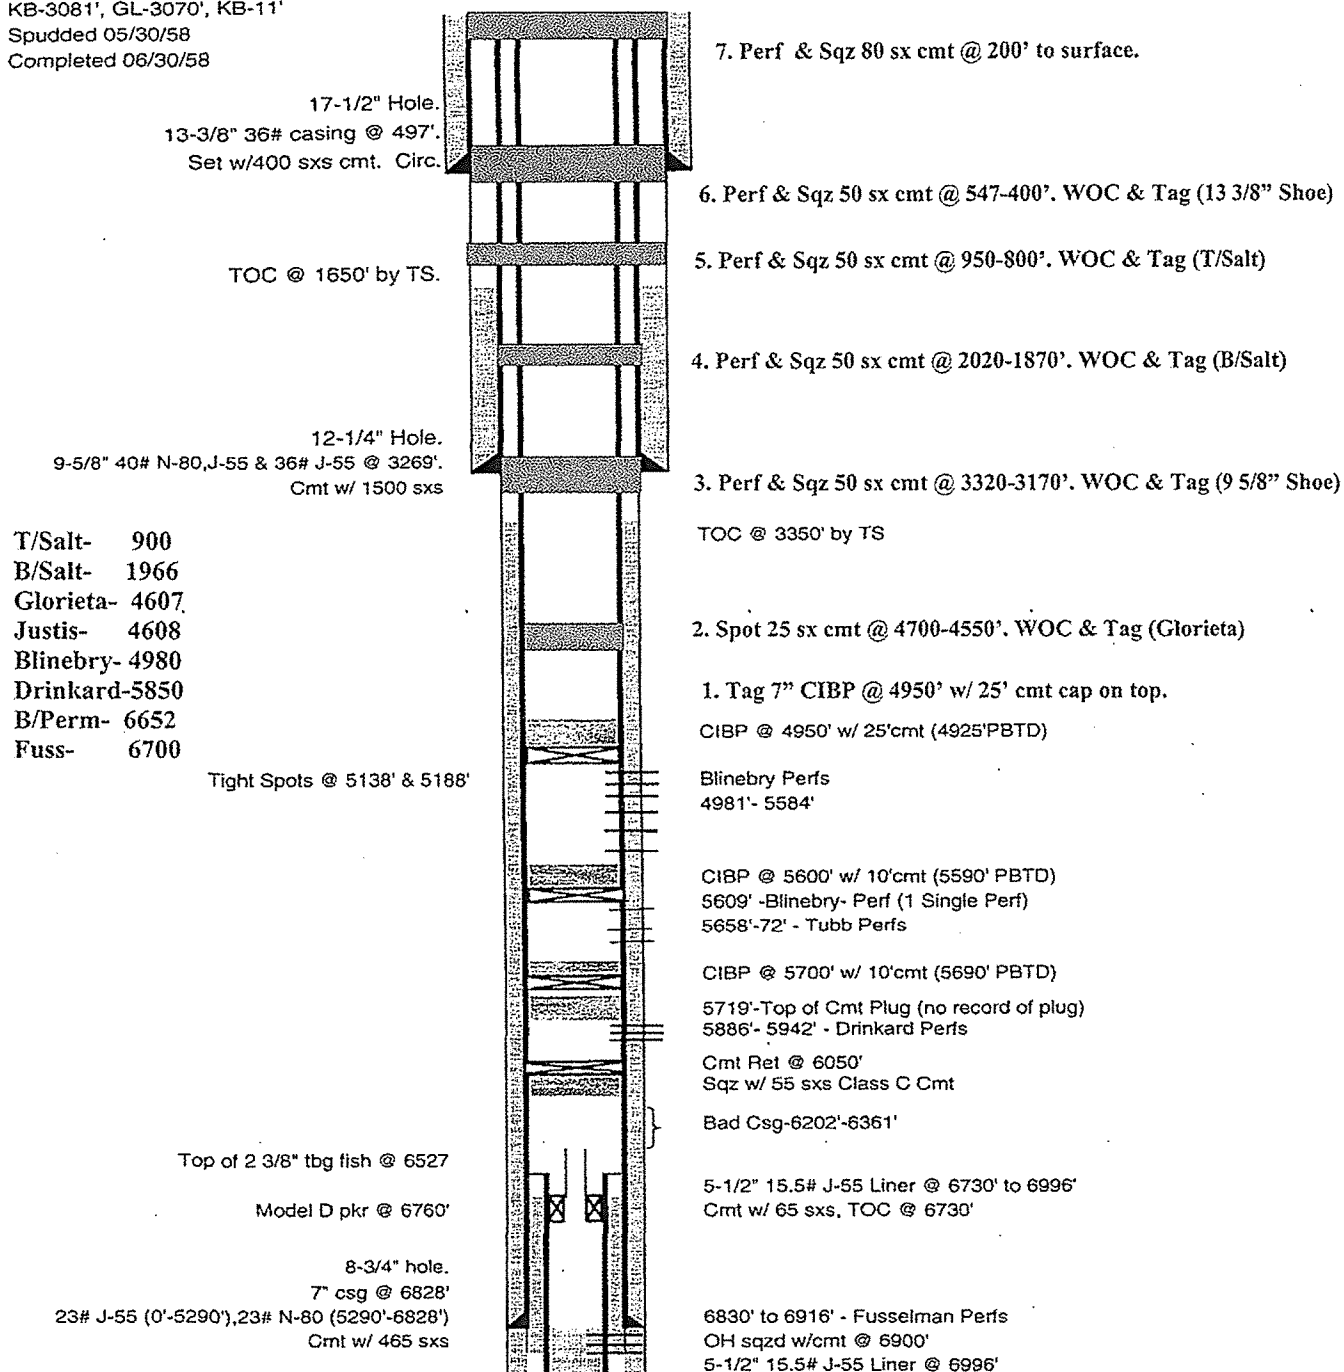 KB-3081', GL-3070', KB-11'
Spudded 05/30/58
Completed 06/30/58
7. Perf & Sqz 80 sx cmt @ 200’ to surface.
17-1/2" Hole.
13-3/8" 36# casing @ 497'.
Set w/400 sxs cmt. Circ.
6. Perf & Sqz 50 sx cmt @ 547-400’. WOC & Tag (13 3/8” Shoe)
5. Perf & Sqz 50 sx cmt @ 950-800’. WOC & Tag (T/Salt)
TOC @ 1650' by TS.
4. Perf & Sqz 50 sx cmt @ 2020-1870’. WOC & Tag (B/Salt)
12-1/4" Hole.
9-5/8" 40# N-80,J-55 & 36# J-55 @ 3269'.
Cmt w/ 1500 sxs
3. Perf & Sqz 50 sx cmt @ 3320-3170’. WOC & Tag (9 5/8” Shoe)
TOC @ 3350' by TS
T/Salt- 900
B/Salt- 1966
Glorieta- 4607
Justis- 4608
Blinebry- 4980
Drinkard-5850
B/Perm- 6652
Fuss- 6700
2. Spot 25 sx cmt @ 4700-4550’. WOC & Tag (Glorieta)
1. Tag 7” CIBP @ 4950’ w/ 25’ cmt cap on top.
CIBP @ 4950' w/ 25'cmt (4925'PBTD)
Tight Spots @ 5138' & 5188'
Blinebry Perfs
4981'- 5584'
CIBP @ 5600' w/ 10'cmt (5590' PBTD)
5609' -Blinebry- Perf (1 Single Perf)
5658'-72' - Tubb Perfs
CIBP @ 5700' w/ 10'cmt (5690' PBTD)
5719'-Top of Cmt Plug (no record of plug)
5886'- 5942' - Drinkard Perfs
Cmt Ret @ 6050'
Sqz w/ 55 sxs Class C Cmt
Bad Csg-6202'-6361'
Top of 2 3/8" tbg fish @ 6527
5-1/2" 15.5# J-55 Liner @ 6730' to 6996'
Cmt w/ 65 sxs, TOC @ 6730'
Model D pkr @ 6760'
8-3/4" hole.
7" csg @ 6828'
23# J-55 (0'-5290'),23# N-80 (5290'-6828')
Cmt w/ 465 sxs
6830' to 6916' - Fusselman Perfs
OH sqzd w/cmt @ 6900'
5-1/2" 15.5# J-55 Liner @ 6996'